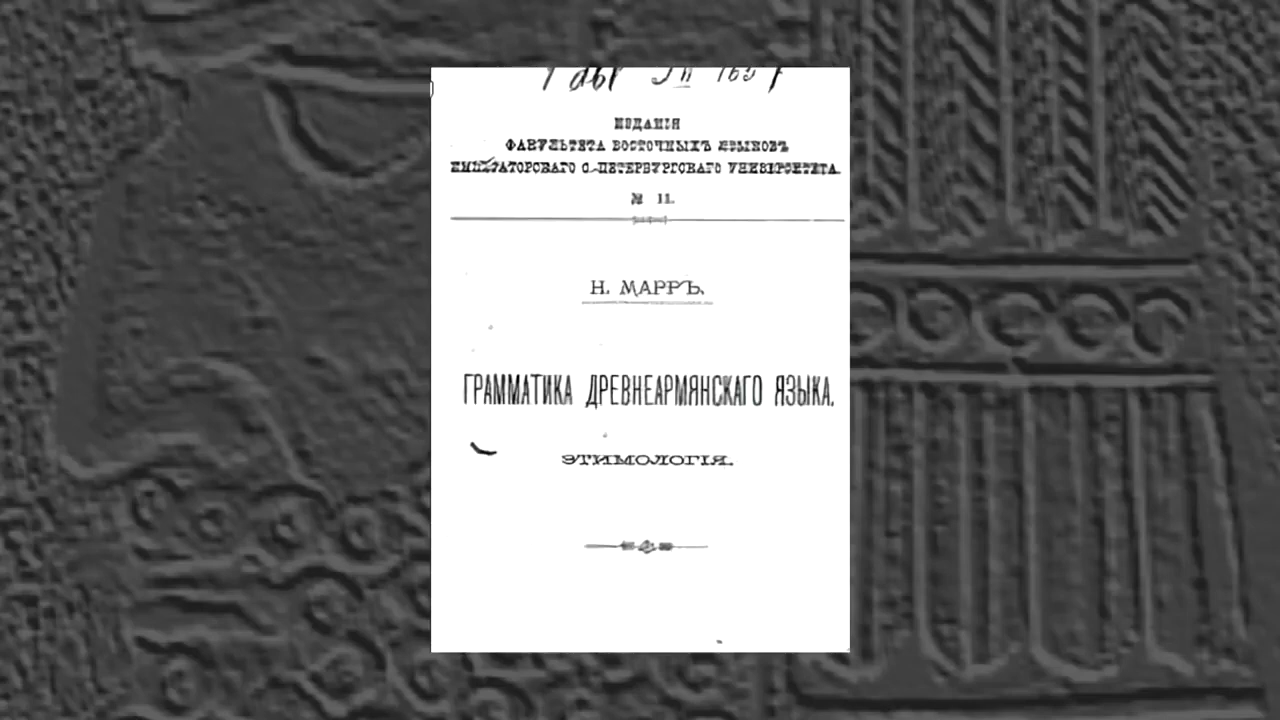 ИЗДАНІЯ
ФАКУЛЬТЕТА ВОСТОЧНЫХЪ ЯЗЫКОВЪ
ИМПЕРАТОРСКАГО С.-ПЕТЕРБУРГСКАГО УНИВЕРСИТЕТА.
№ 11.
Н. МАРРЪ.
ГРАММАТИКА ДРЕВНЕАРМЯНСКАГО ЯЗЫКА.
ЭТИМОЛОГІЯ.